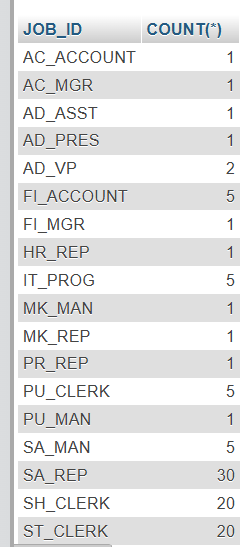 JOB_ID COUNT(*)
AC_ACCOUNT 1
AC_MGR 1
AD_ASST 1
AD_PRES 1
AD_VP 2
FI_ACCOUNT 5
FI_MGR 1
HR_REP 1
IT_PROG 5
MK_MAN 1
MK_REP 1
PR_REP 1
PU_CLERK 5
PU_MAN 1
SA_MAN 5
SA_REP 30
SH_CLERK 20
ST_CLERK 20